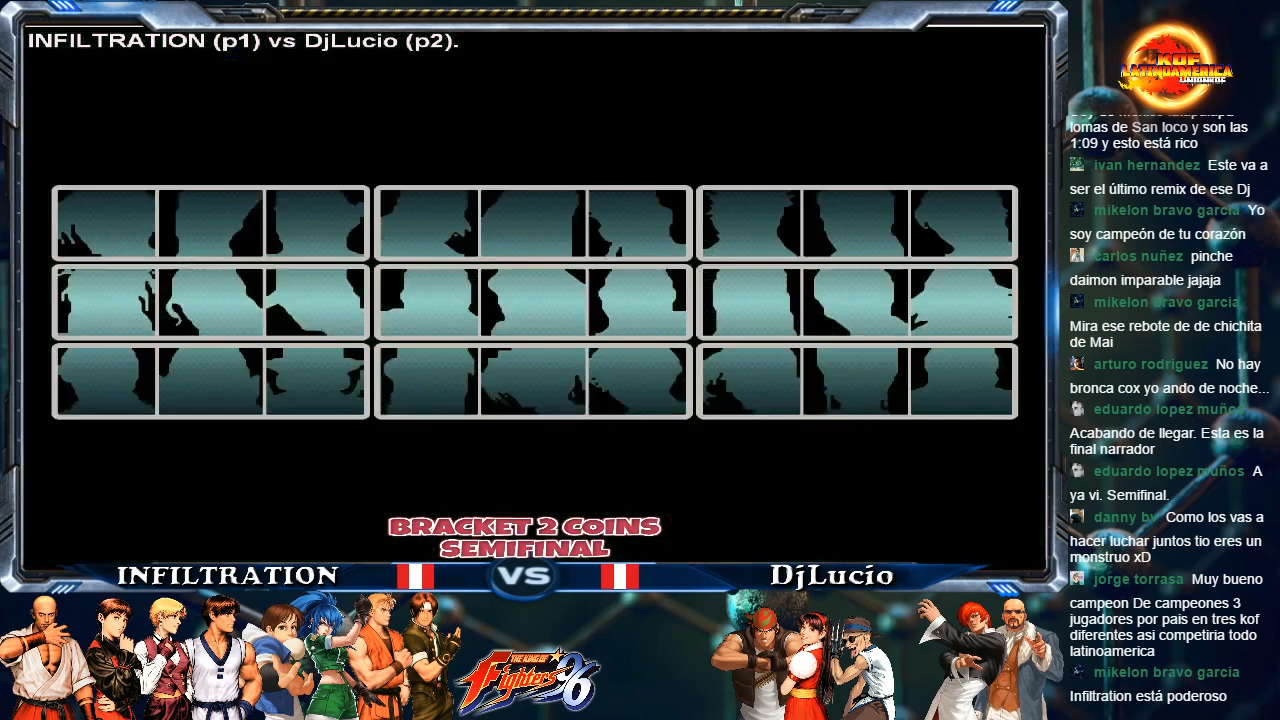 INFILTRATION (p1) vs DjLucio (p2).
KOF
LATINOAMERICA
lomas de San loco y son las
1:09 y esto está rico
ivan hernandez Este va a
ser el último remix de ese Dj
mikelon bravo garcia Yo
soy campeón de tu corazón
carlos nuñez pinche
daimon imparable jajaja
mikelon bravo garcia
Mira ese rebote de de chichita
de Mai
arturo rodriguez No hay
bronca cox yo ando de noche...
eduardo lopez muños
Acabando de llegar. Esta es la
final narrador
eduardo lopez muños A
ya vi. Semifinal.
danny by Como los vas a
hacer luchar juntos tio eres un
monstruo xD
jorge torrasa Muy bueno
campeon De campeones 3
jugadores por pais en tres kof
diferentes asi competiria todo
latinoamerica
mikelon bravo garcia
Infiltration está poderoso
BRACKET 2 COINS
SEMIFINAL
INFILTRATION VS DjLucio
THE KING OF
Fighters '96